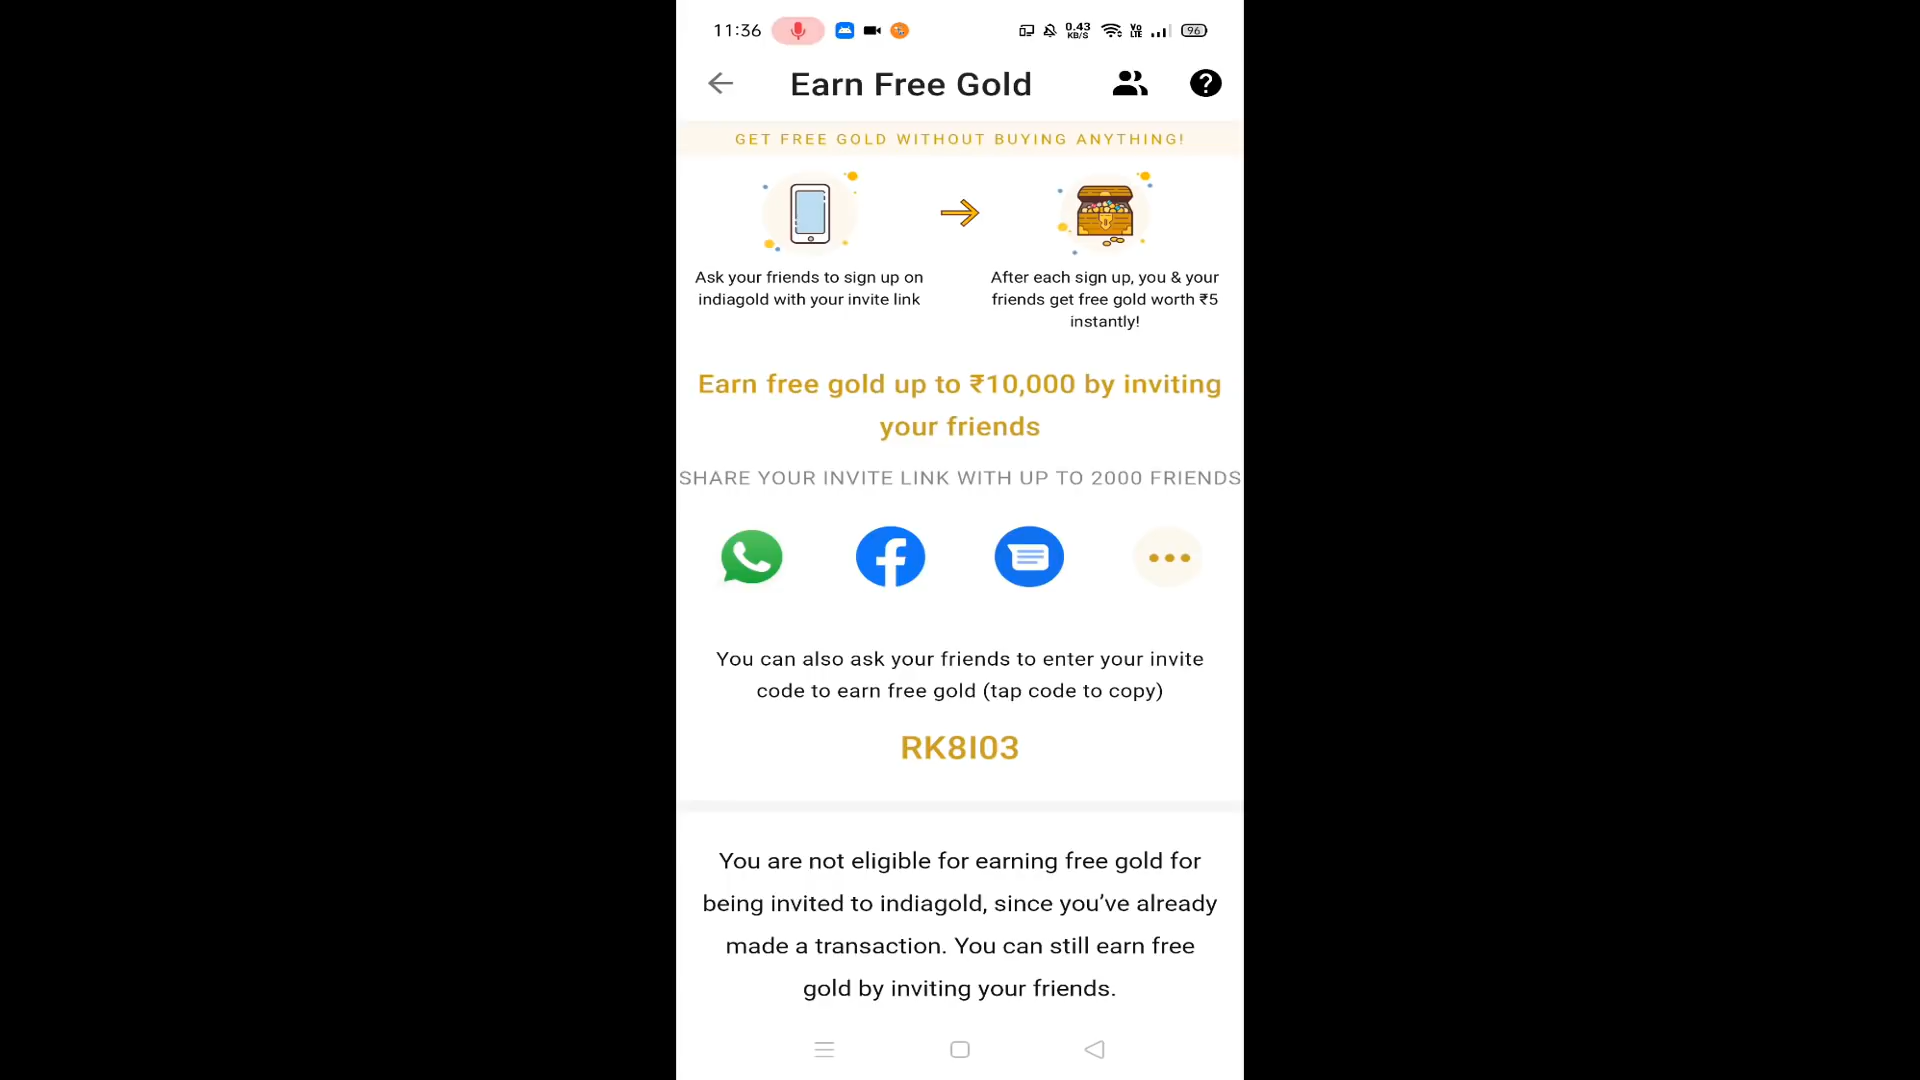 11:36
0.43 KB/S
Vo LTE
96
Earn Free Gold
GET FREE GOLD WITHOUT BUYING ANYTHING!
Ask your friends to sign up on
indiagold with your invite link
After each sign up, you & your
friends get free gold worth ₹5
instantly!
Earn free gold up to ₹10,000 by inviting
your friends
SHARE YOUR INVITE LINK WITH UP TO 2000 FRIENDS
You can also ask your friends to enter your invite
code to earn free gold (tap code to copy)
RK8I03
You are not eligible for earning free gold for
being invited to indiagold, since you’ve already
made a transaction. You can still earn free
gold by inviting your friends.